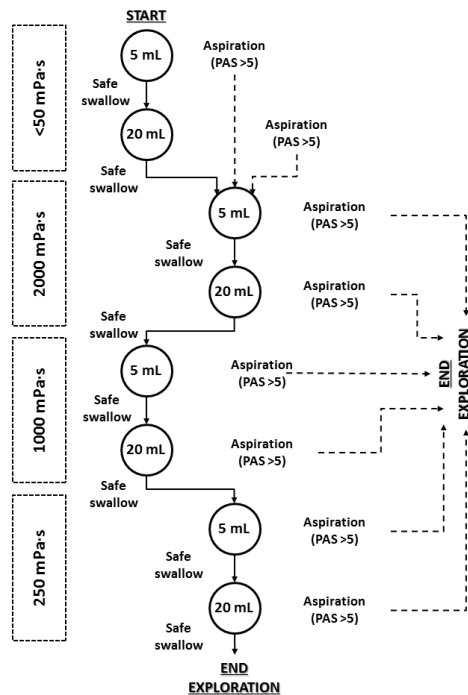 START
5 mL
Aspiration
(PAS >5)
Safe
swallow
<50 mPa·s
20 mL
Aspiration
(PAS >5)
Safe
swallow
5 mL
Aspiration
(PAS >5)
Safe
swallow
2000 mPa·s
20 mL
Aspiration
(PAS >5)
Safe
swallow
5 mL
Aspiration
(PAS >5)
END
EXPLORATION
Safe
swallow
1000 mPa·s
20 mL
Aspiration
(PAS >5)
Safe
swallow
5 mL
Aspiration
(PAS >5)
Safe
swallow
250 mPa·s
20 mL
Aspiration
(PAS >5)
Safe
swallow
END
EXPLORATION